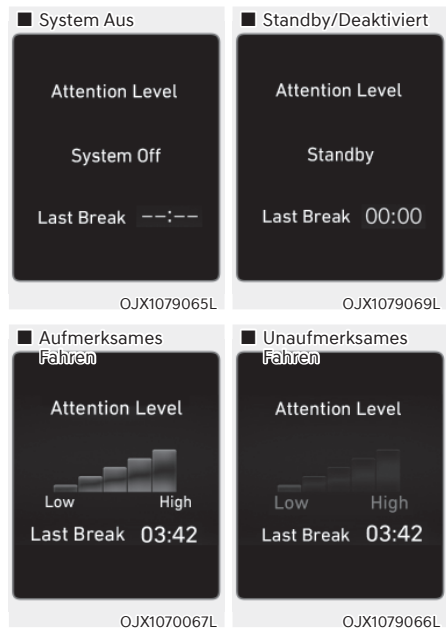 ■ System Aus
Attention Level
System Off
Last Break --:--
OJX1079065L
■ Standby/Deaktiviert
Attention Level
Standby
Last Break 00:00
OJX1079069L
■ Aufmerksames
Fahren
Attention Level
Low High
Last Break 03:42
OJX1070067L
■ Unaufmerksames
Fahren
Attention Level
Low High
Last Break 03:42
OJX1079066L